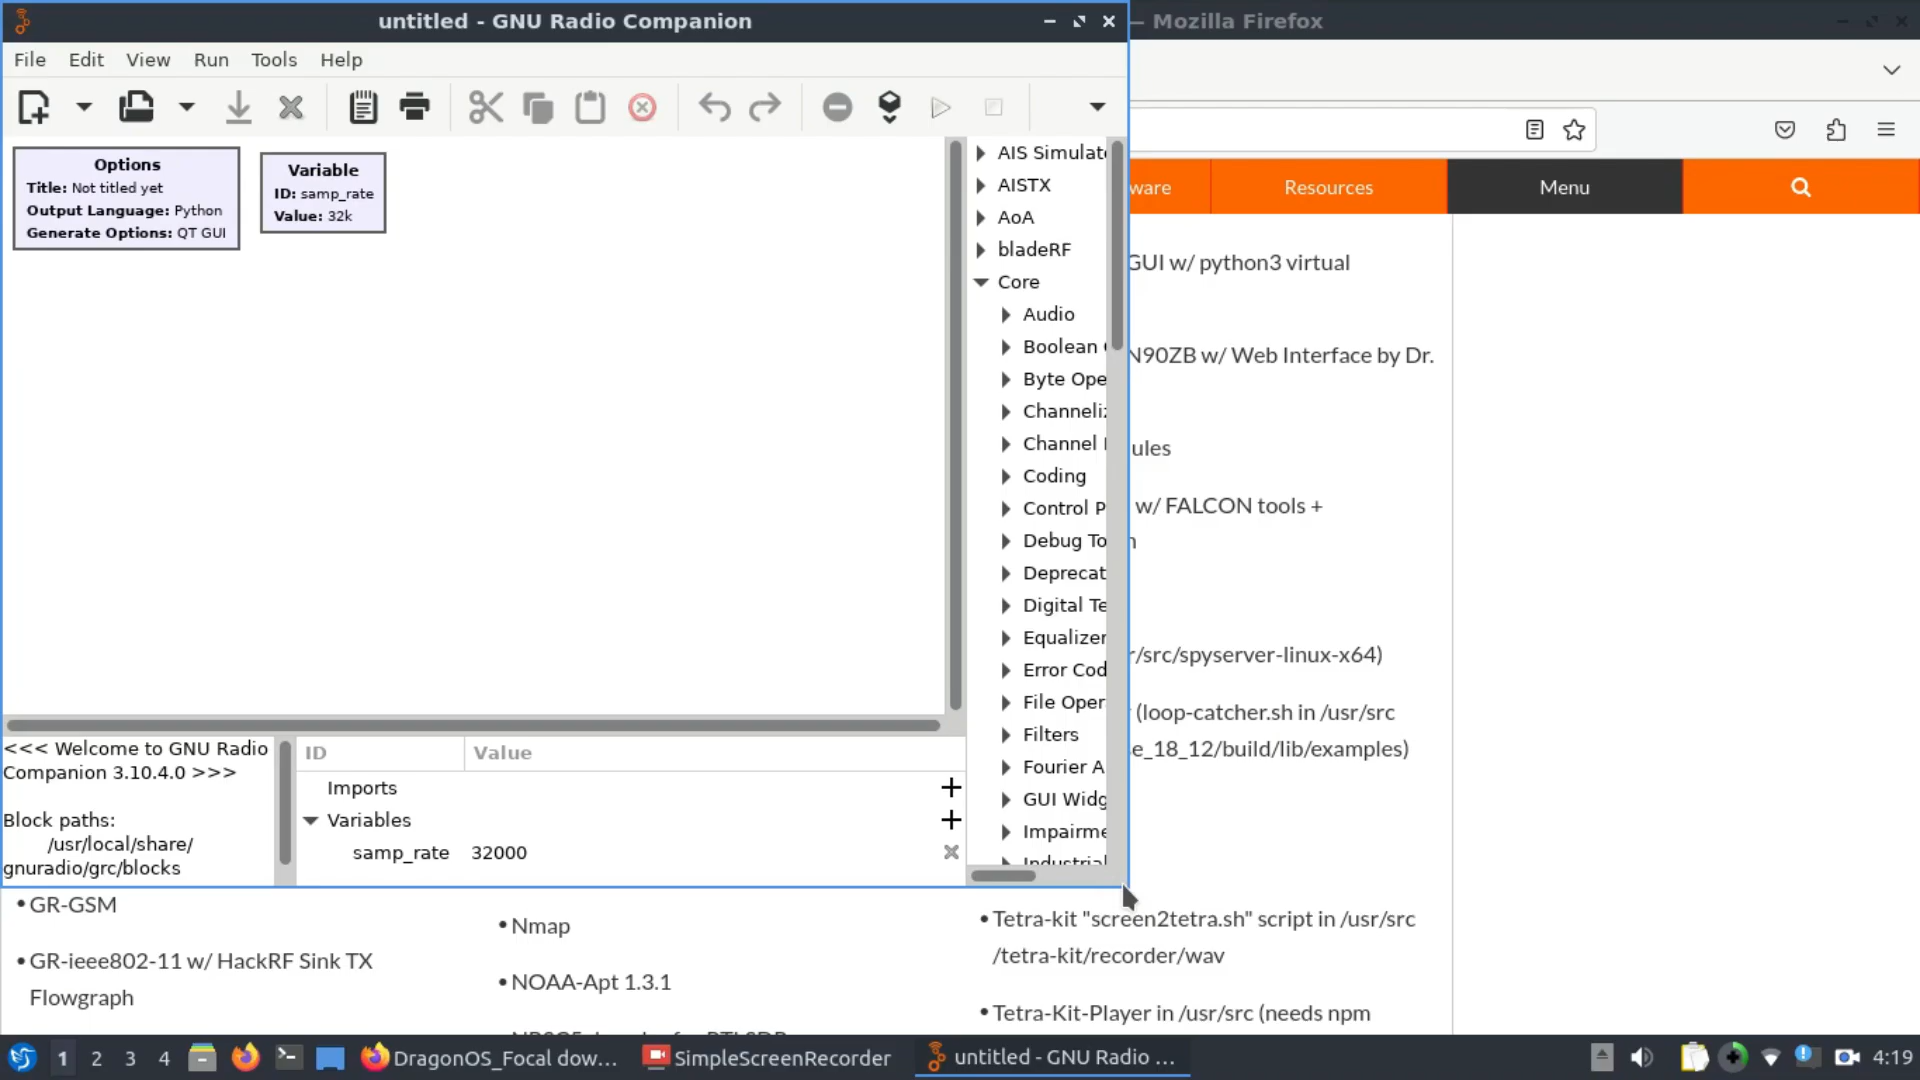 untitled - GNU Radio Companion
— Mozilla Firefox
File Edit View Run Tools Help
Options
Title: Not titled yet
Output Language: Python
Generate Options: QT GUI
Variable
ID: samp_rate
Value: 32k
AIS Simulat
AISTX
AoA
bladeRF
Core
Audio
Boolean
Byte Ope
Channeliz
Channel
Coding
Control P
Debug To
Deprecat
Digital Te
Equalizer
Error Cod
File Oper
Filters
Fourier A
GUI Widg
Impairme
Industrial
<<< Welcome to GNU Radio
Companion 3.10.4.0 >>>
Block paths:
/usr/local/share/
gnuradio/grc/blocks
ID Value
Imports
Variables
samp_rate 32000
ware Resources Menu
GUI w/ python3 virtual
N90ZB w/ Web Interface by Dr.
ules
w/ FALCON tools +
r/src/spyserver-linux-x64)
(loop-catcher.sh in /usr/src
e_18_12/build/lib/examples)
• GR-GSM
• GR-ieee802-11 w/ HackRF Sink TX
Flowgraph
• Nmap
• NOAA-Apt 1.3.1
• Tetra-kit "screen2tetra.sh" script in /usr/src
/tetra-kit/recorder/wav
• Tetra-Kit-Player in /usr/src (needs npm
1 2 3 4 DragonOS_Focal dow... SimpleScreenRecorder untitled - GNU Radio ... 4:19